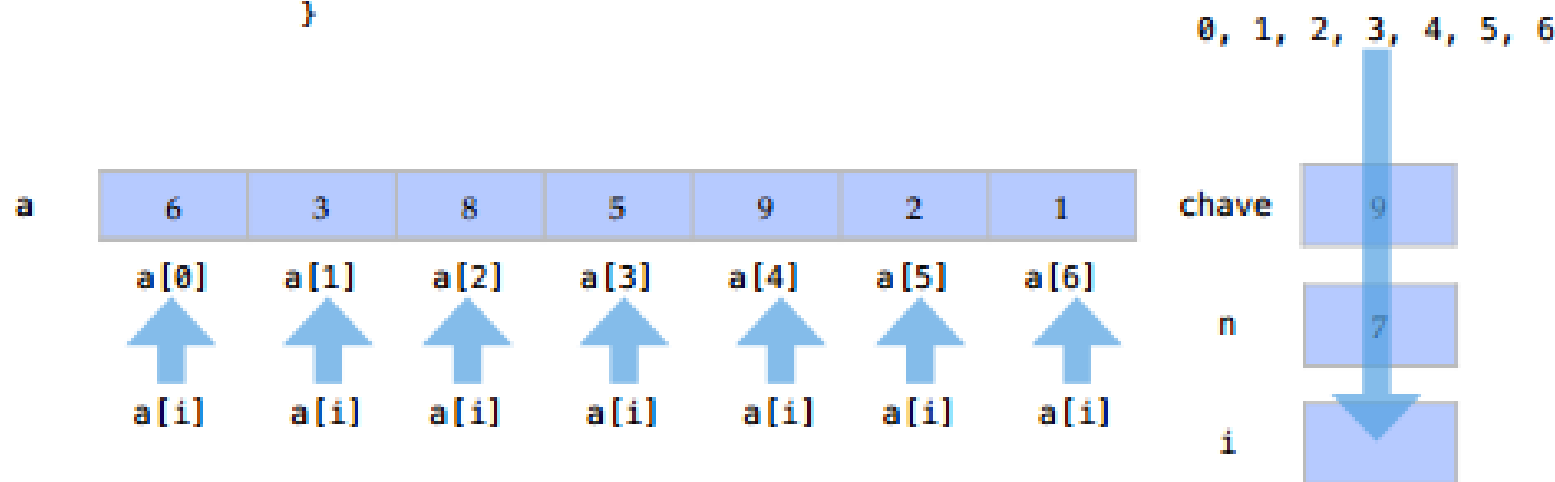 }
0, 1, 2, 3, 4, 5, 6
a 6 3 8 5 9 2 1 chave 9
a[0] a[1] a[2] a[3] a[4] a[5] a[6]
n 7
a[i] a[i] a[i] a[i] a[i] a[i] a[i]
i